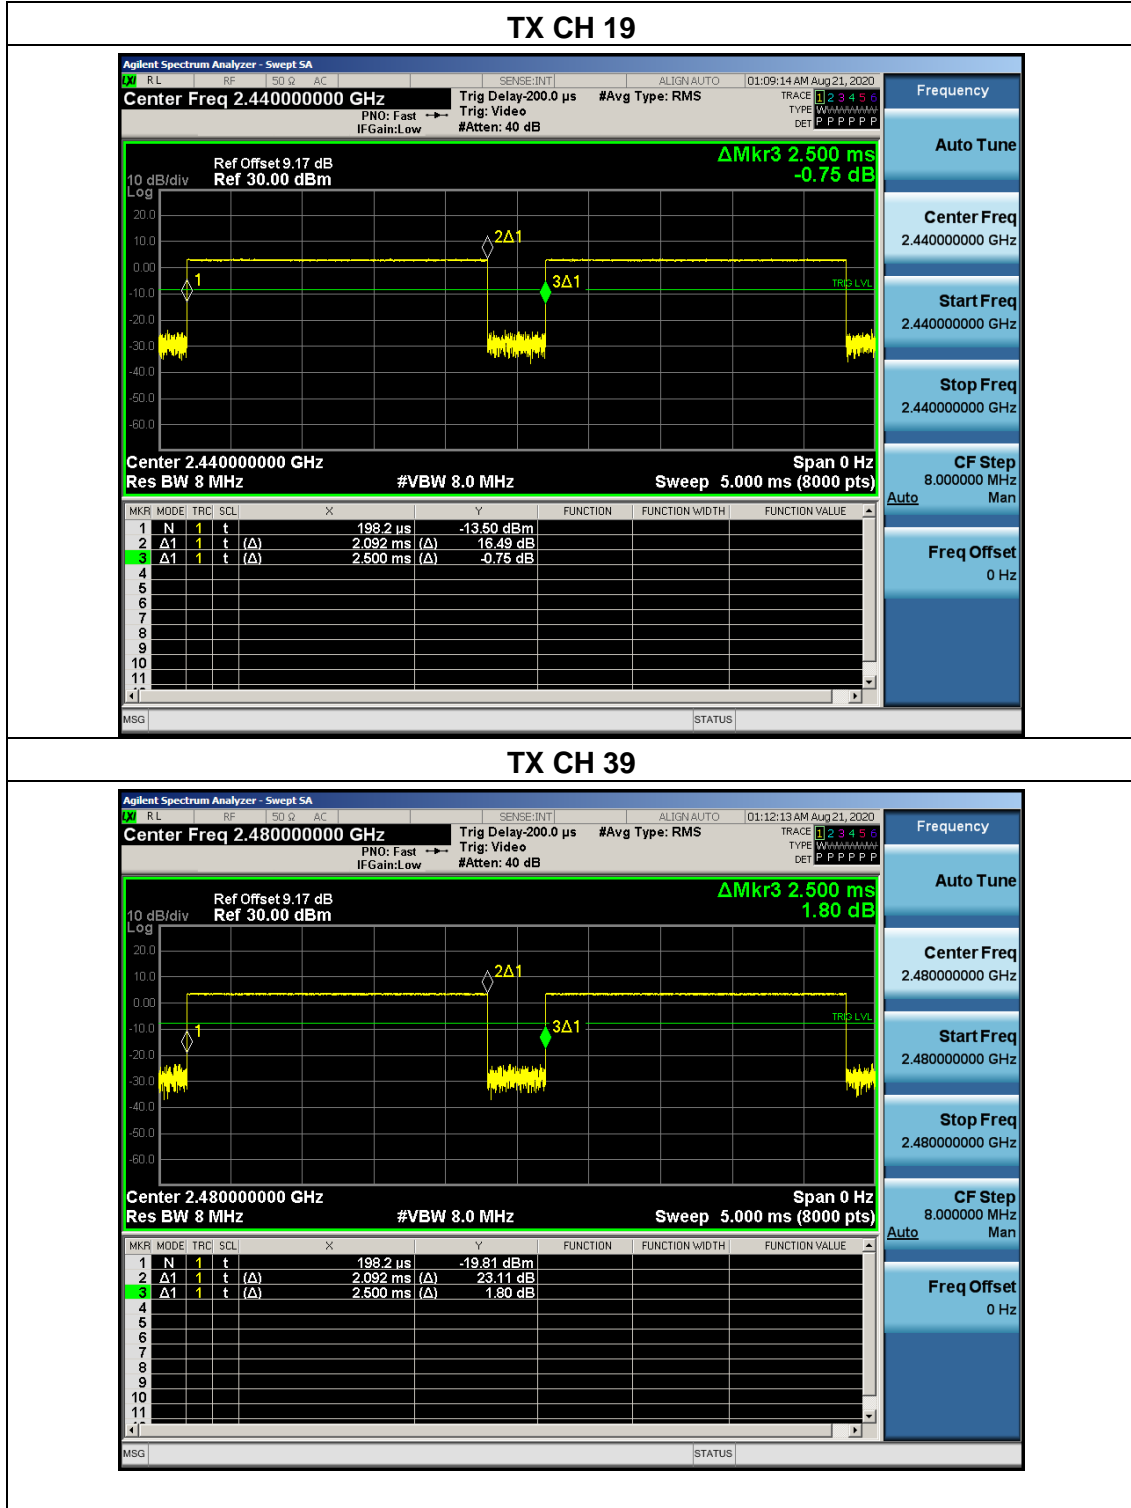 TX CH 19
Agilent Spectrum Analyzer - Swept SA
LXI RL RF 50 Ω AC SENSE:INT ALIGN AUTO 01:09:14 AM Aug 21, 2020
Center Freq 2.440000000 GHz
PNO: Fast
IFGain:Low
Trig Delay-200.0 µs
Trig: Video
#Atten: 40 dB
#Avg Type: RMS
TRACE 1 2 3 4 5 6
TYPE W
DET P P P P P P
Frequency
ΔMkr3 2.500 ms
-0.75 dB
Ref Offset 9.17 dB
10 dB/div Ref 30.00 dBm
Log
20.0
10.0
0.00
-10.0
-20.0
-30.0
-40.0
-50.0
-60.0
1
2Δ1
3Δ1
TRIG LVL
Center 2.440000000 GHz Span 0 Hz
Res BW 8 MHz #VBW 8.0 MHz Sweep 5.000 ms (8000 pts)
MKR MODE TRC SCL X Y FUNCTION FUNCTION WIDTH FUNCTION VALUE
1 N 1 t 198.2 µs -13.50 dBm
2 Δ1 1 t (Δ) 2.092 ms (Δ) 16.49 dB
3 Δ1 1 t (Δ) 2.500 ms (Δ) -0.75 dB
4
5
6
7
8
9
10
11
MSG STATUS
Auto Tune
Center Freq
2.440000000 GHz
Start Freq
2.440000000 GHz
Stop Freq
2.440000000 GHz
CF Step
8.000000 MHz
Auto Man
Freq Offset
0 Hz
TX CH 39
Agilent Spectrum Analyzer - Swept SA
LXI RL RF 50 Ω AC SENSE:INT ALIGN AUTO 01:12:13 AM Aug 21, 2020
Center Freq 2.480000000 GHz
PNO: Fast
IFGain:Low
Trig Delay-200.0 µs
Trig: Video
#Atten: 40 dB
#Avg Type: RMS
TRACE 1 2 3 4 5 6
TYPE W
DET P P P P P P
Frequency
ΔMkr3 2.500 ms
1.80 dB
Ref Offset 9.17 dB
10 dB/div Ref 30.00 dBm
Log
20.0
10.0
0.00
-10.0
-20.0
-30.0
-40.0
-50.0
-60.0
1
2Δ1
3Δ1
TRIG LVL
Center 2.480000000 GHz Span 0 Hz
Res BW 8 MHz #VBW 8.0 MHz Sweep 5.000 ms (8000 pts)
MKR MODE TRC SCL X Y FUNCTION FUNCTION WIDTH FUNCTION VALUE
1 N 1 t 198.2 µs -19.81 dBm
2 Δ1 1 t (Δ) 2.092 ms (Δ) 23.11 dB
3 Δ1 1 t (Δ) 2.500 ms (Δ) 1.80 dB
4
5
6
7
8
9
10
11
MSG STATUS
Auto Tune
Center Freq
2.480000000 GHz
Start Freq
2.480000000 GHz
Stop Freq
2.480000000 GHz
CF Step
8.000000 MHz
Auto Man
Freq Offset
0 Hz